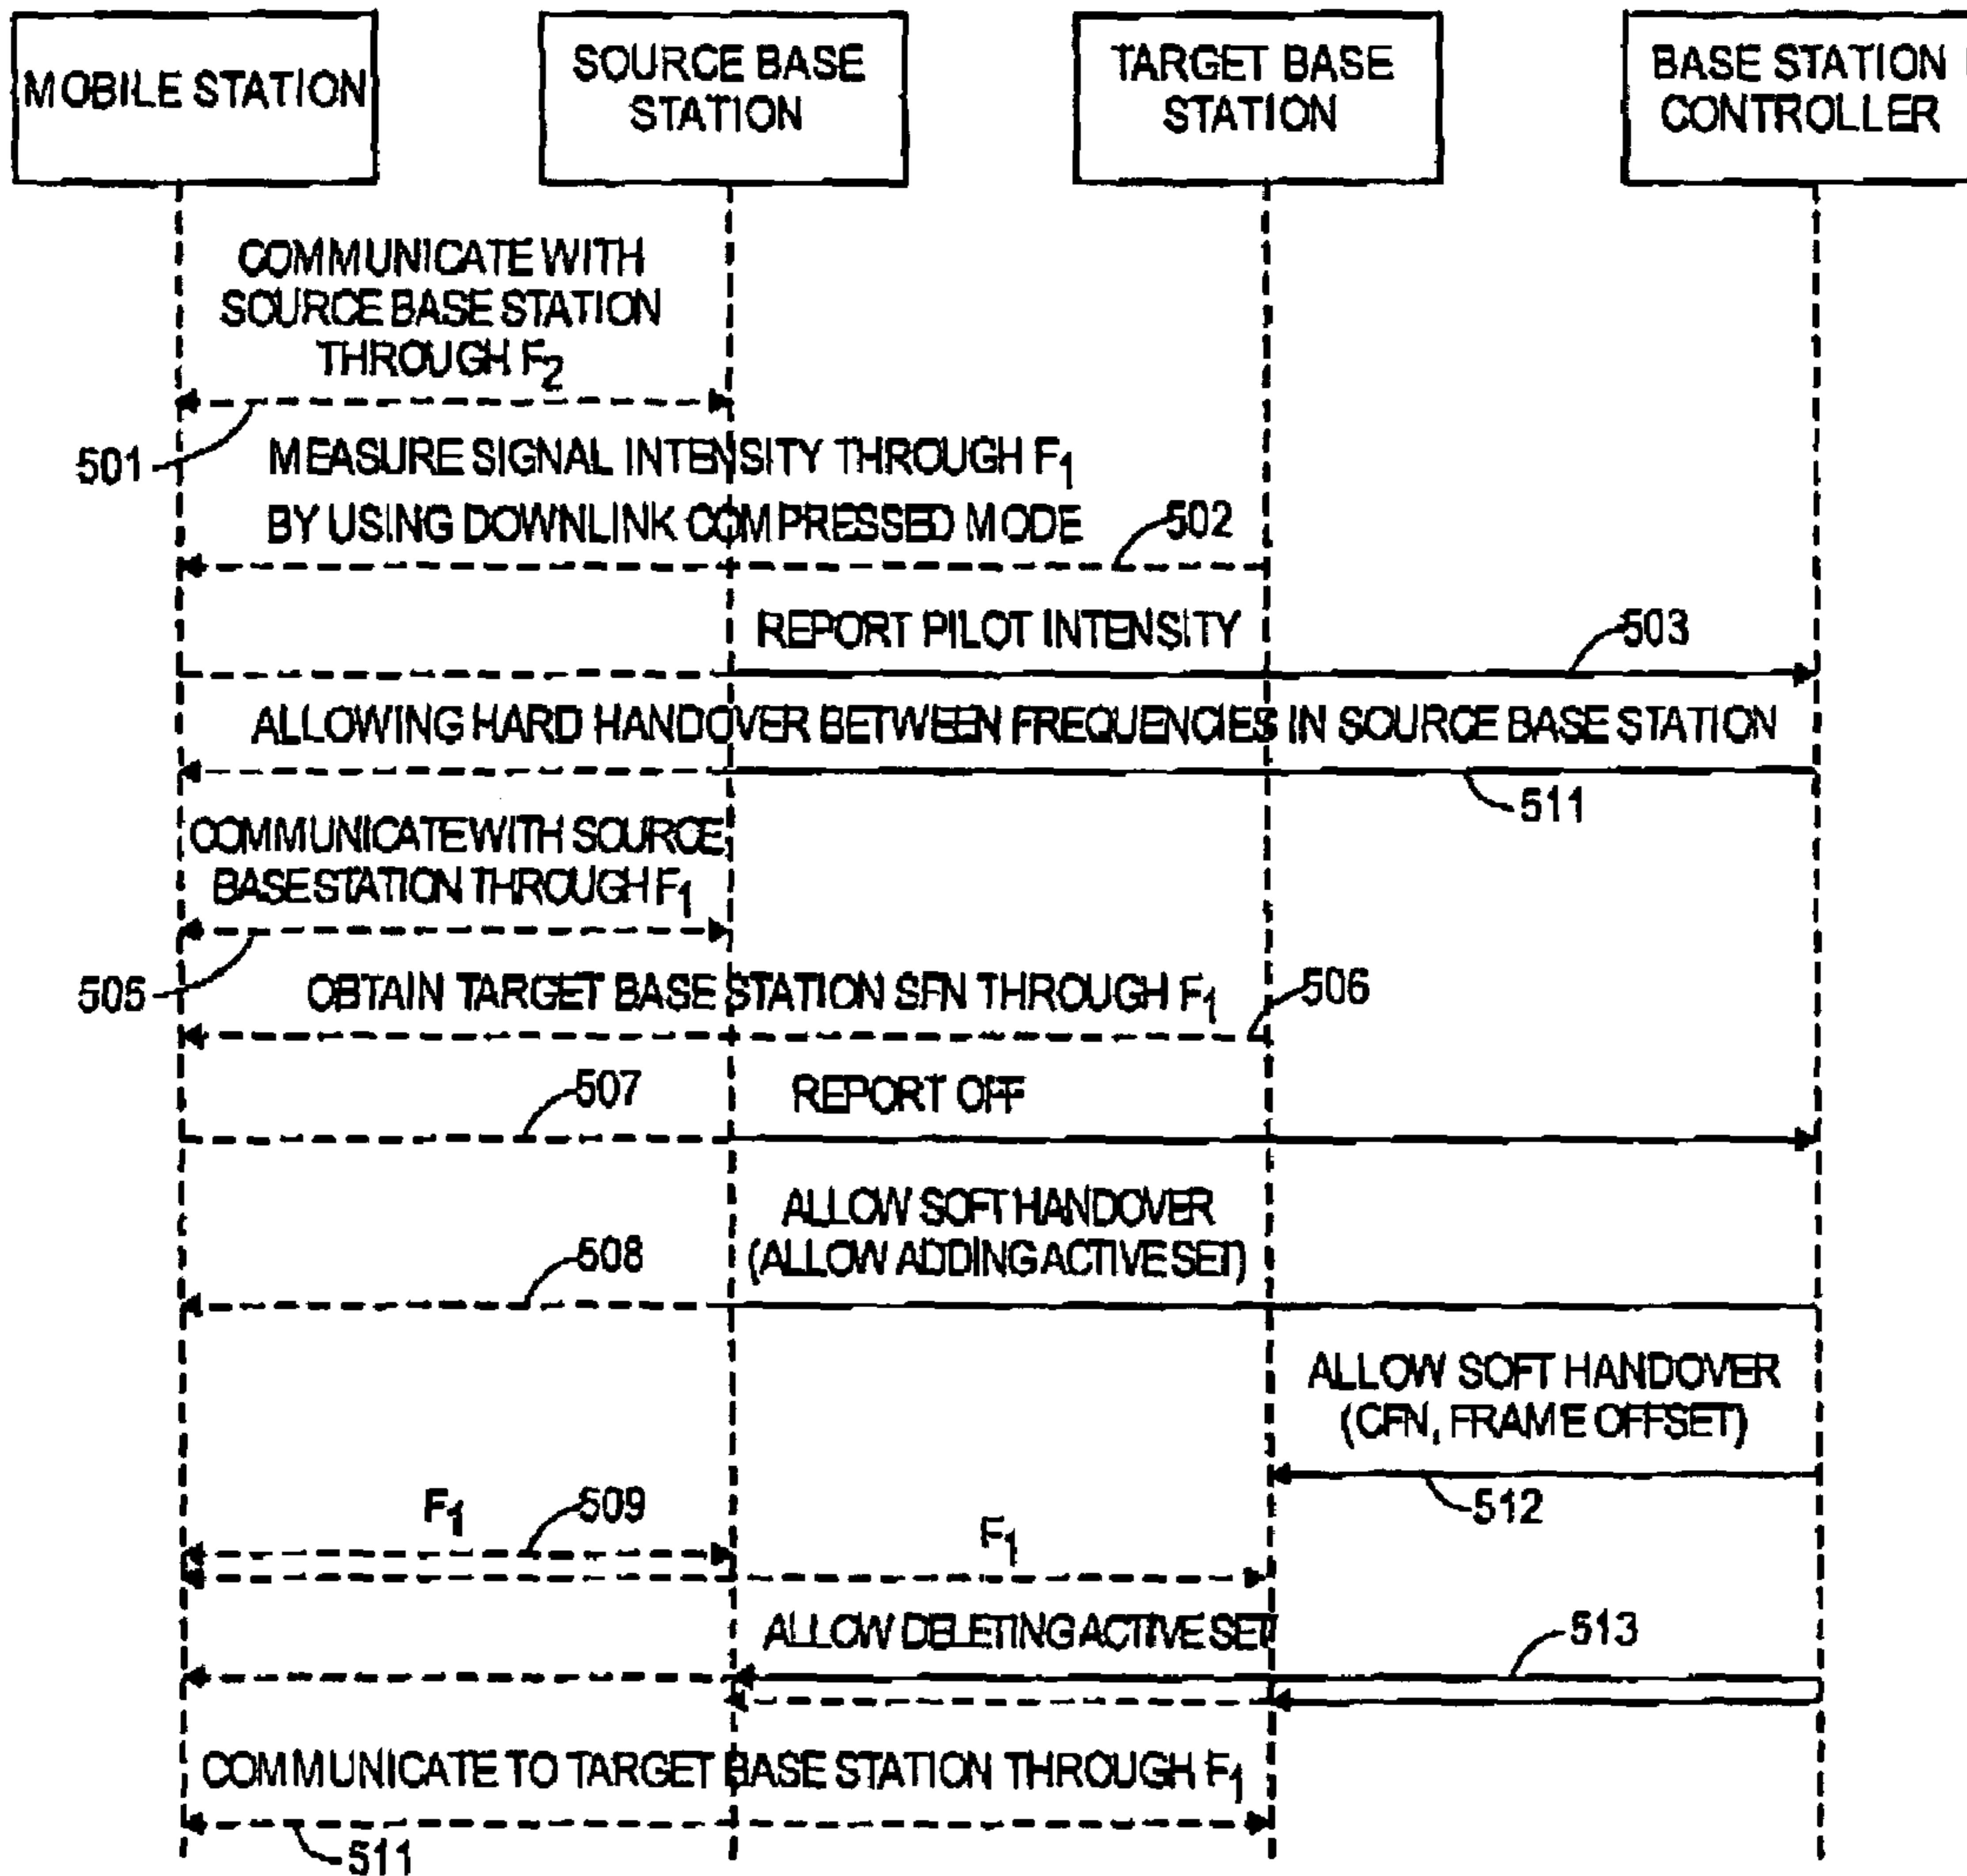 MOBILE STATION
SOURCE BASE
STATION
TARGET BASE
STATION
BASE STATION
CONTROLLER
COMMUNICATE WITH
SOURCE BASE STATION
THROUGH F2
501
MEASURE SIGNAL INTENSITY THROUGH F1
BY USING DOWNLINK COMPRESSED MODE
502
REPORT PILOT INTENSITY
503
ALLOWING HARD HANDOVER BETWEEN FREQUENCIES IN SOURCE BASE STATION
511
COMMUNICATE WITH SOURCE
BASE STATION THROUGH F1
505
OBTAIN TARGET BASE STATION SFN THROUGH F1
506
507
REPORT OFF
ALLOW SOFT HANDOVER
(ALLOW ADDING ACTIVE SET)
508
ALLOW SOFT HANDOVER
(CFN, FRAME OFFSET)
512
F1
509
F1
ALLOW DELETING ACTIVE SET
513
COMMUNICATE TO TARGET BASE STATION THROUGH F1
511